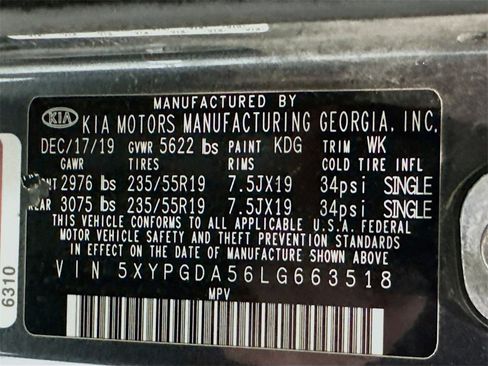 MANUFACTURED BY
KIA KIA MOTORS MANUFACTURING GEORGIA, INC.
DEC/17/19 GVWR 5622 lbs PAINT KDG TRIM WK
GAWR TIRES RIMS COLD TIRE INFL
2976 lbs 235/55R19 7.5JX19 34psi SINGLE
REAR 3075 lbs 235/55R19 7.5JX19 34psi SINGLE
THIS VEHICLE CONFORMS TO ALL APPLICABLE U.S.A. FEDERAL
MOTOR VEHICLE SAFETY, BUMPER, AND THEFT PREVENTION STANDARDS
IN EFFECT ON THE DATE OF MANUFACTURE SHOWN ABOVE.
VIN 5XYPGDA56LG663518
MPV
6310